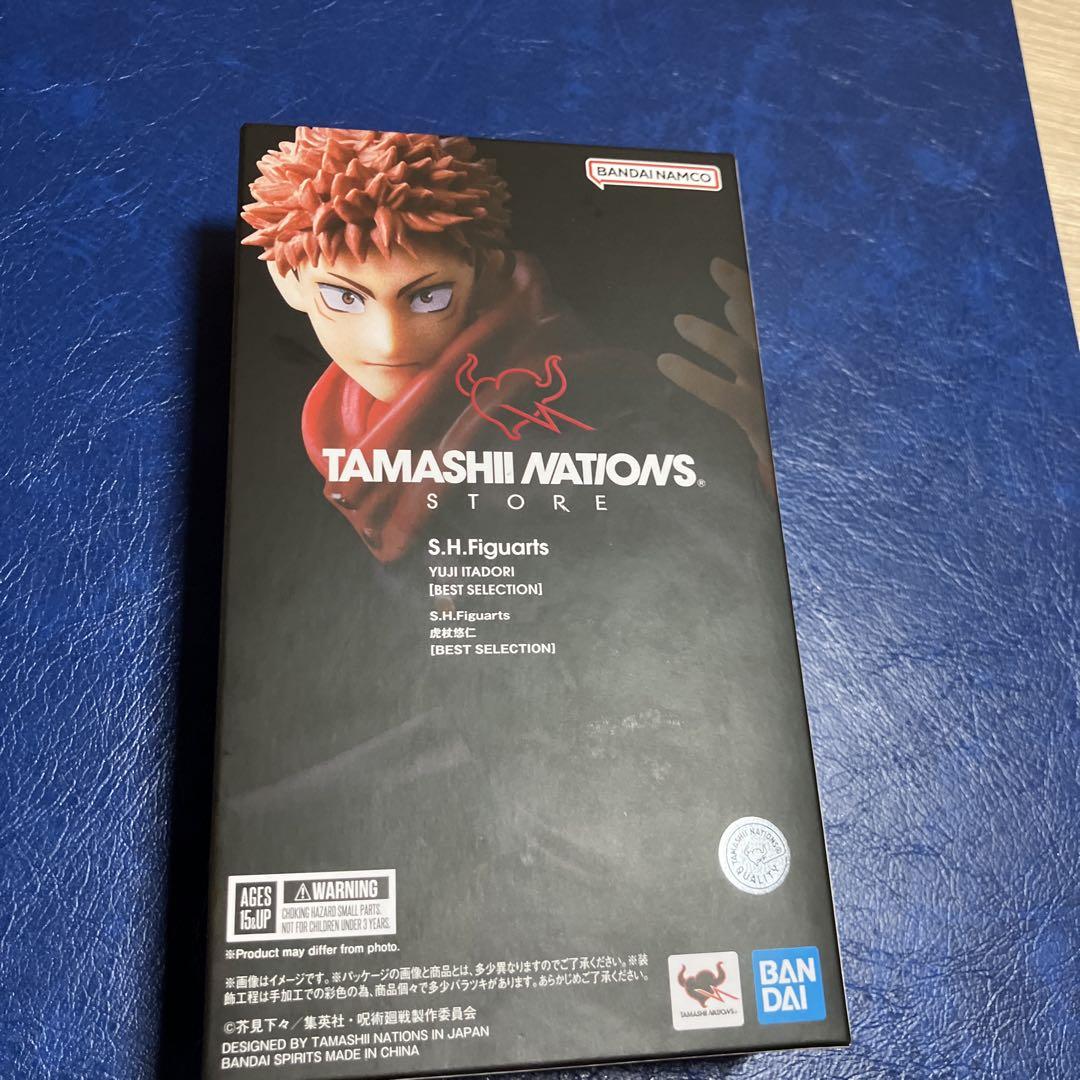 BANDAI NAMCO
TAMASHII NATIONS®
STORE
S.H.Figuarts
YUJI ITADORI
[BEST SELECTION]
S.H.Figuarts
虎杖悠仁
[BEST SELECTION]
TAMASHII NATIONS®
QUALITY
AGES
15&UP
⚠WARNING
CHOKING HAZARD SMALL PARTS.
NOT FOR CHILDREN UNDER 3 YEARS.
※Product may differ from photo.
※画像はイメージです。※パッケージの画像と商品とは、多少異なりますのでご了承ください。※装
飾工程は手加工での彩色の為、商品個々で多少バラツキがあります。あらかじめご了承ください。
©芥見下々／集英社・呪術廻戦製作委員会
DESIGNED BY TAMASHII NATIONS IN JAPAN
BANDAI SPIRITS MADE IN CHINA
TAMASHII NATIONS®
BAN
DAI